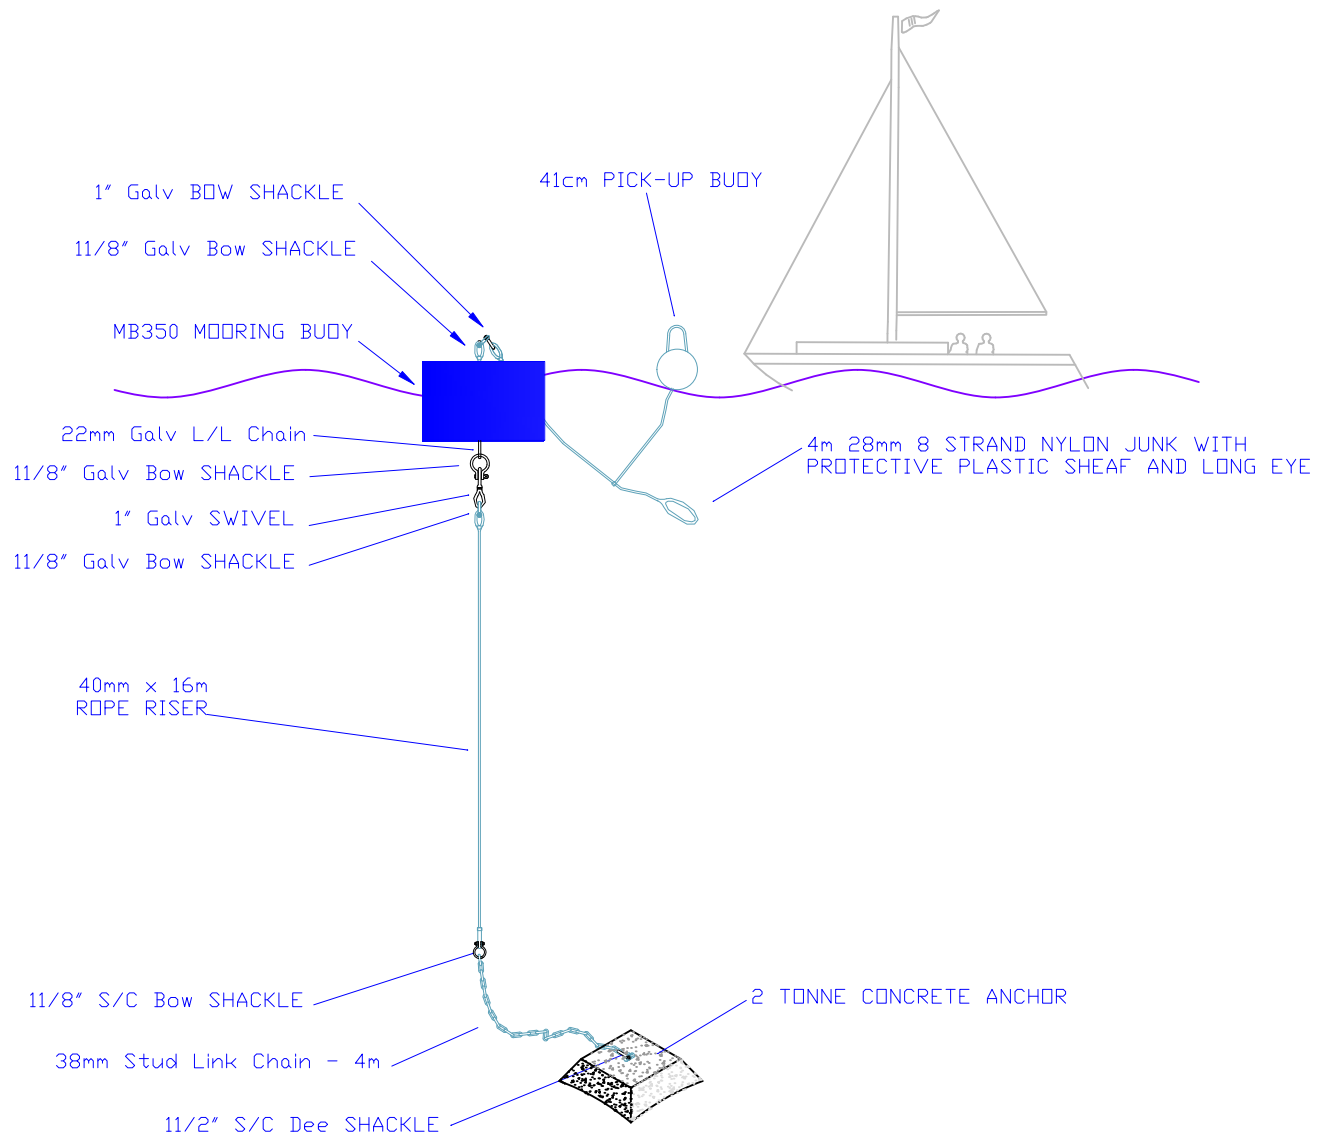 1" Galv BOW SHACKLE
41cm PICK-UP BUOY
11/8" Galv Bow SHACKLE
MB350 MOORING BUOY
22mm Galv L/L Chain
4m 28mm 8 STRAND NYLON JUNK WITH
PROTECTIVE PLASTIC SHEAF AND LONG EYE
11/8" Galv Bow SHACKLE
1" Galv SWIVEL
11/8" Galv Bow SHACKLE
40mm x 16m
ROPE RISER
11/8" S/C Bow SHACKLE
2 TONNE CONCRETE ANCHOR
38mm Stud Link Chain - 4m
11/2" S/C Dee SHACKLE